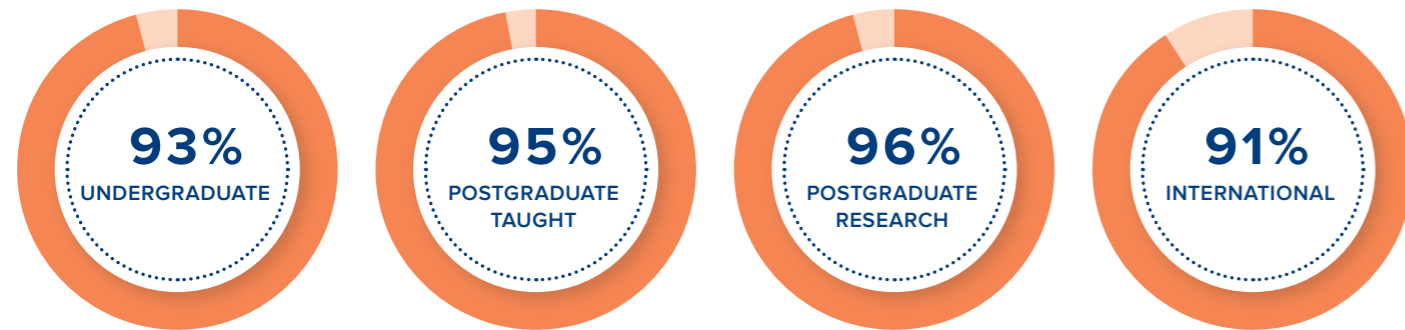 93%
UNDERGRADUATE
95%
POSTGRADUATE
TAUGHT
96%
POSTGRADUATE
RESEARCH
91%
INTERNATIONAL